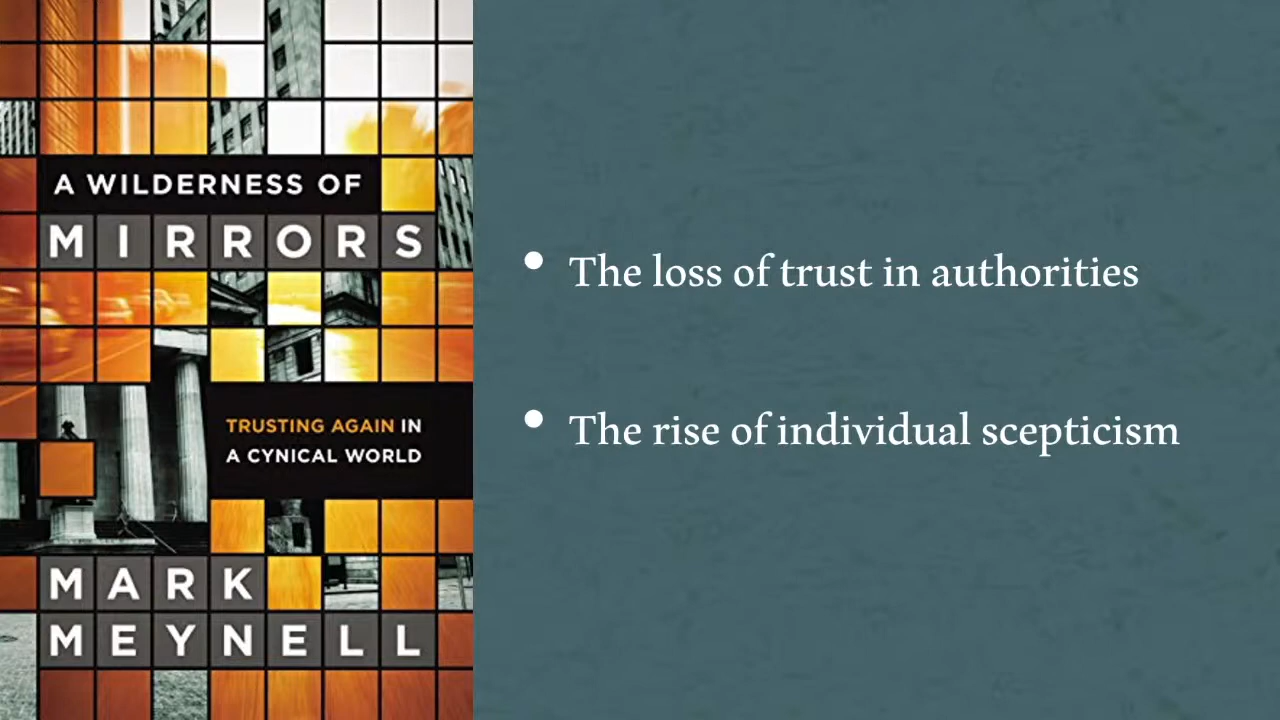 A WILDERNESS OF
MIRRORS
TRUSTING AGAIN IN
A CYNICAL WORLD
MARK
MEYNELL
• The loss of trust in authorities
• The rise of individual scepticism